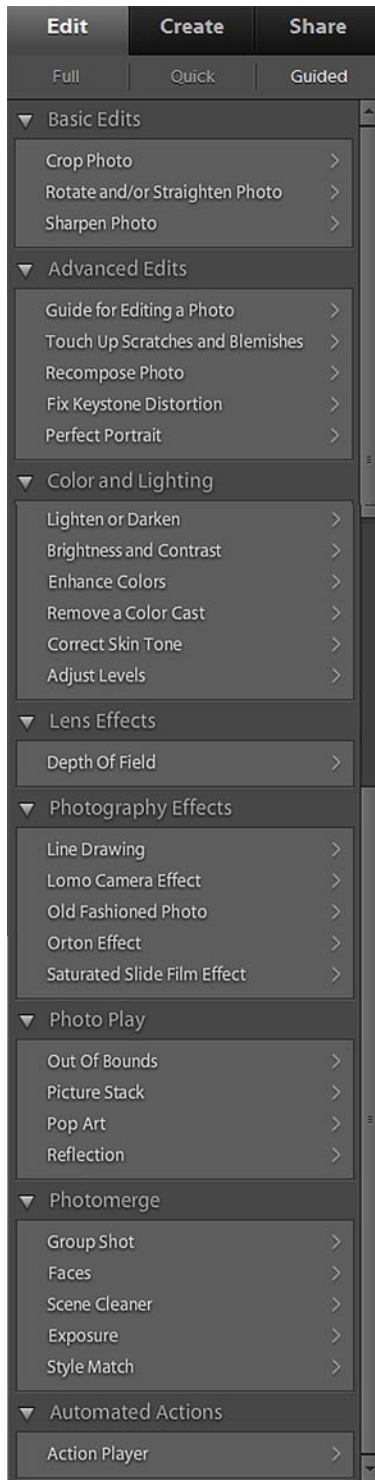 Edit Create Share
Full Quick Guided
Basic Edits
Crop Photo
Rotate and/or Straighten Photo
Sharpen Photo
Advanced Edits
Guide for Editing a Photo
Touch Up Scratches and Blemishes
Recompose Photo
Fix Keystone Distortion
Perfect Portrait
Color and Lighting
Lighten or Darken
Brightness and Contrast
Enhance Colors
Remove a Color Cast
Correct Skin Tone
Adjust Levels
Lens Effects
Depth Of Field
Photography Effects
Line Drawing
Lomo Camera Effect
Old Fashioned Photo
Orton Effect
Saturated Slide Film Effect
Photo Play
Out Of Bounds
Picture Stack
Pop Art
Reflection
Photomerge
Group Shot
Faces
Scene Cleaner
Exposure
Style Match
Automated Actions
Action Player